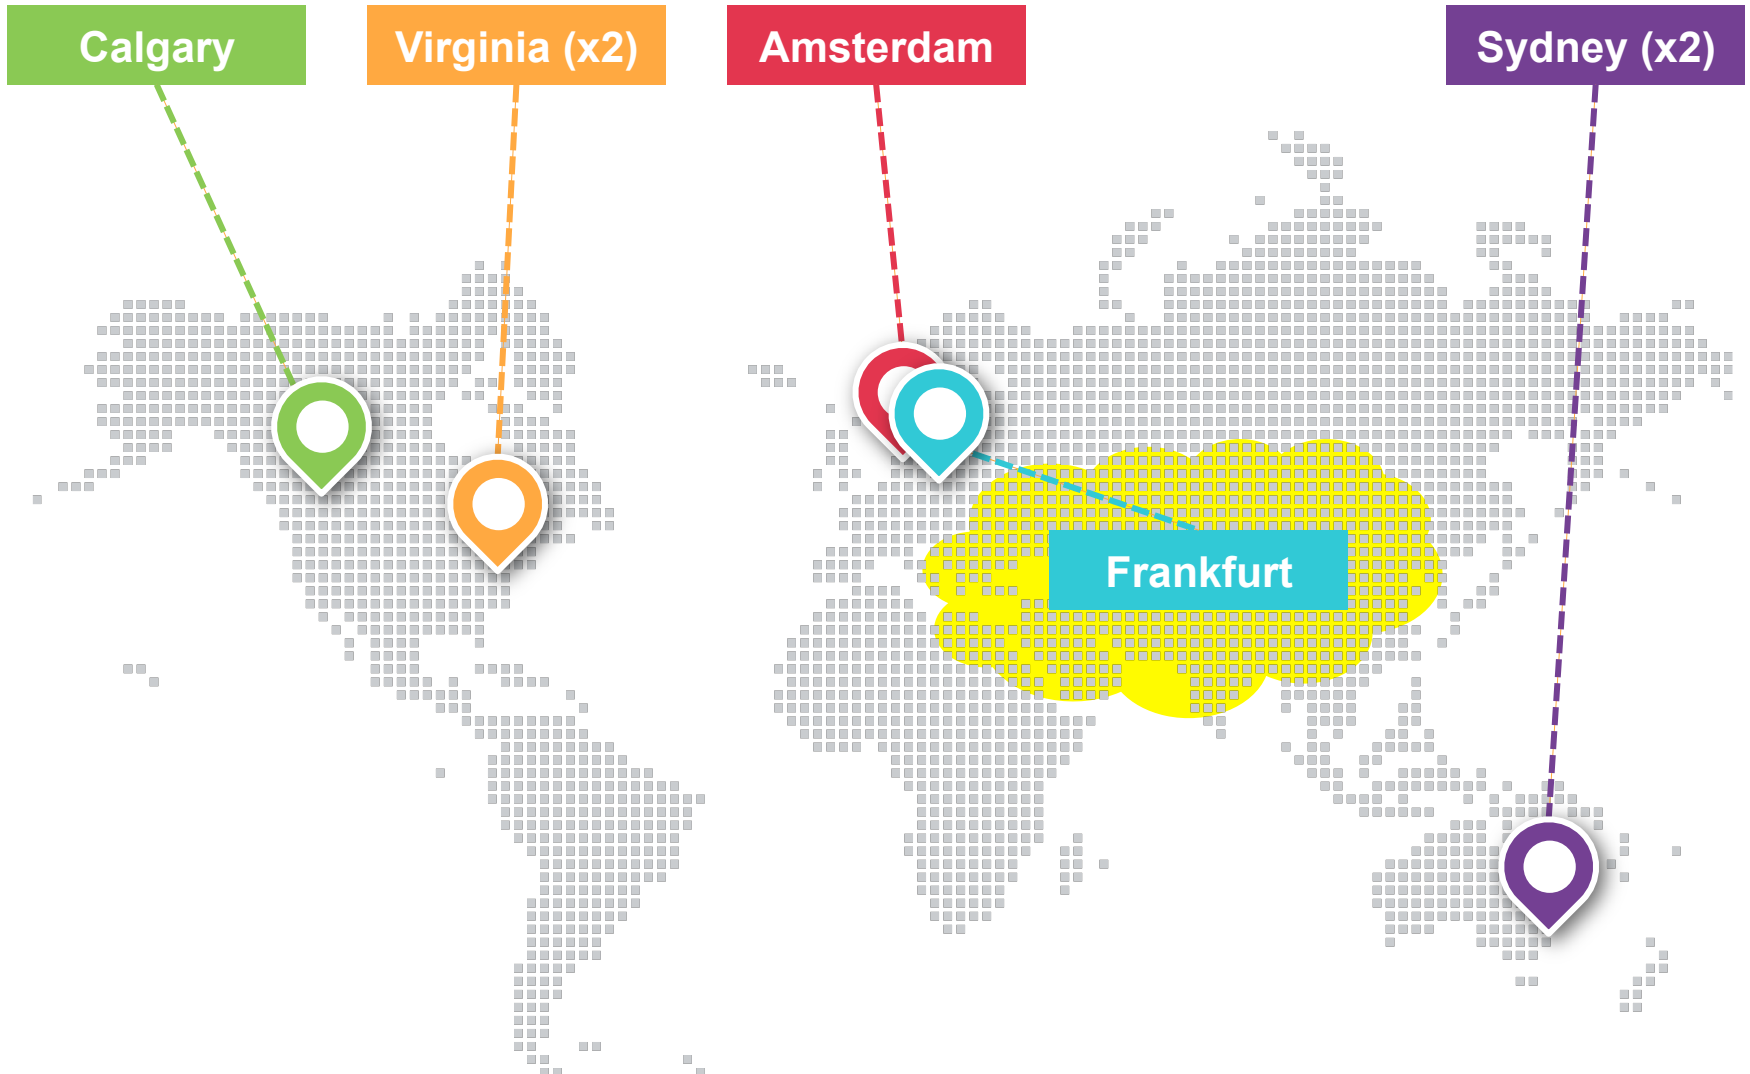 Calgary
Virginia (x2)
Amsterdam
Sydney (x2)
Frankfurt